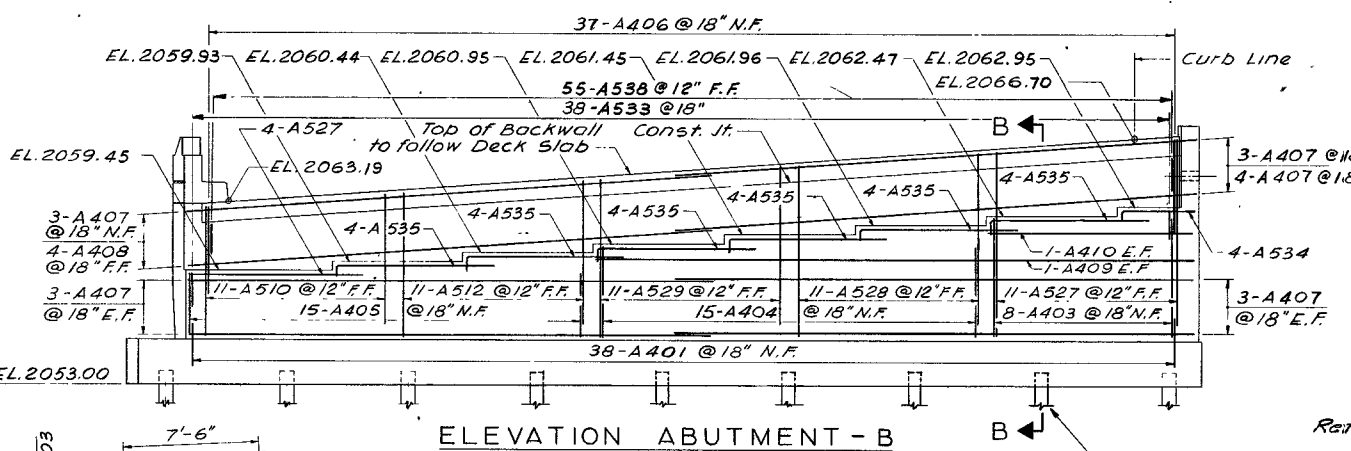 37-A406 @ 18" N.F.
EL.2059.93 EL.2060.44 EL.2060.95 EL.2061.45 EL.2061.96 EL.2062.47 EL.2062.95 Curb Line
EL.2066.70
55-A538 @ 12" F.F.
38-A533 @ 18"
4-A527 Top of Backwall Const. Jt. B
to follow Deck Slab
EL.2059.45
EL.2063.19
3-A407
4-A407
4-A535 4-A535 4-A535 4-A535 4-A535 4-A535
3-A407
@ 18" N.F.
4-A408
@ 18" F.F.
4-A534
1-A410 E.F.
1-A409 E.F.
3-A407
@ 18" E.F.
11-A510 @ 12" F.F. 11-A512 @ 12" F.F. 11-A529 @ 12" F.F. 11-A528 @ 12" F.F. 11-A527 @ 12" F.F.
15-A405 @ 18" N.F. 15-A404 @ 18" N.F. 8-A403 @ 18" N.F.
3-A407
@ 18" E.F.
38-A401 @ 18" N.F.
EL.2053.00
7'-6"
ELEVATION ABUTMENT-B
B